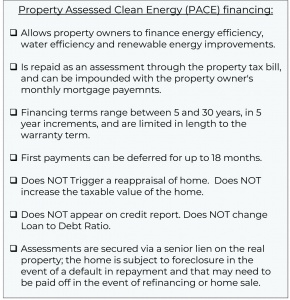 Property Assessed Clean Energy (PACE) financing:
❑ Allows property owners to finance energy efficiency,
water efficiency and renewable energy improvements.
❑ Is repaid as an assessment through the property tax bill,
and can be impounded with the property owner's
monthly mortgage payemnts.
❑ Financing terms range between 5 and 30 years, in 5
year increments, and are limited in length to the
warranty term.
❑ First payments can be deferred for up to 18 months.
❑ Does NOT Trigger a reappraisal of home. Does NOT
increase the taxable value of the home.
❑ Does NOT appear on credit report. Does NOT change
Loan to Debt Ratio.
❑ Assessments are secured via a senior lien on the real
property; the home is subject to foreclosure in the
event of a default in repayment and that may need to
be paid off in the event of refinancing or home sale.